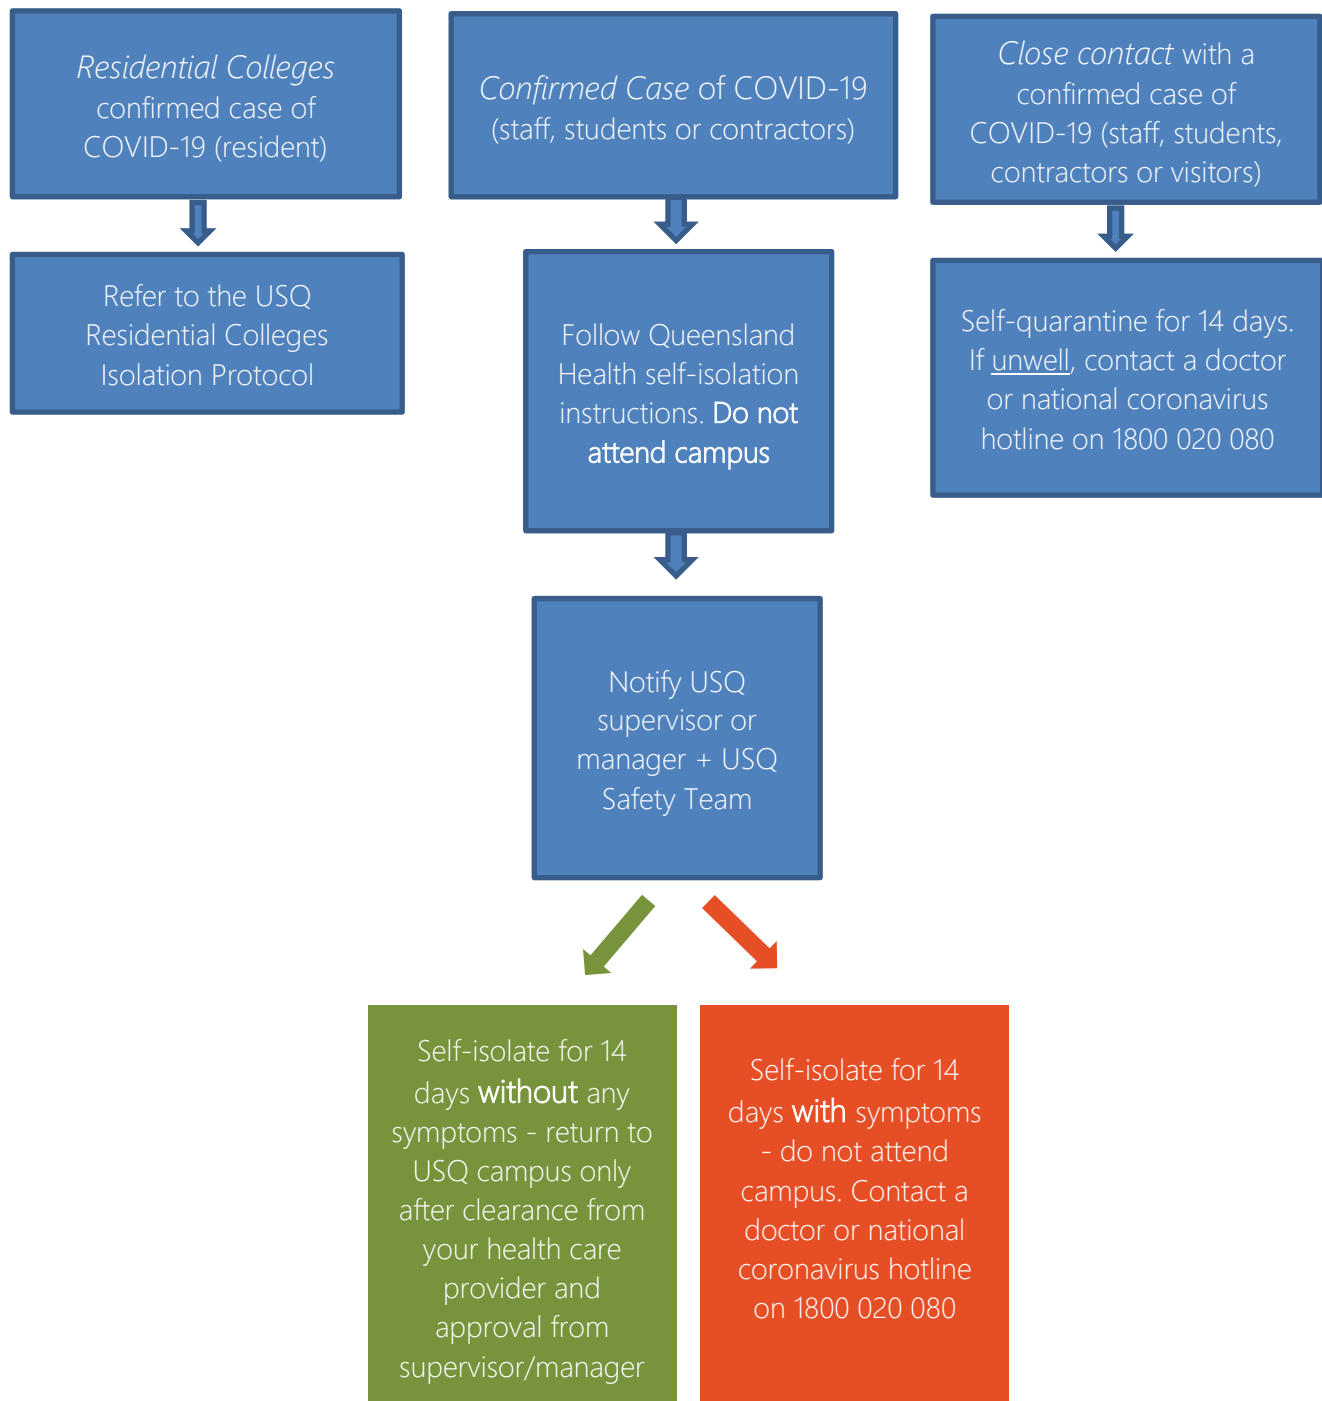 Residential Colleges
confirmed case of
COVID-19 (resident)
Confirmed Case of COVID-19
(staff, students or contractors)
Close contact with a
confirmed case of
COVID-19 (staff, students,
contractors or visitors)
Refer to the USQ
Residential Colleges
Isolation Protocol
Follow Queensland
Health self-isolation
instructions. Do not
attend campus
Self-quarantine for 14 days.
If unwell, contact a doctor
or national coronavirus
hotline on 1800 020 080
Notify USQ
supervisor or
manager + USQ
Safety Team
Self-isolate for 14
days without any
symptoms - return to
USQ campus only
after clearance from
your health care
provider and
approval from
supervisor/manager
Self-isolate for 14
days with symptoms
- do not attend
campus. Contact a
doctor or national
coronavirus hotline
on 1800 020 080